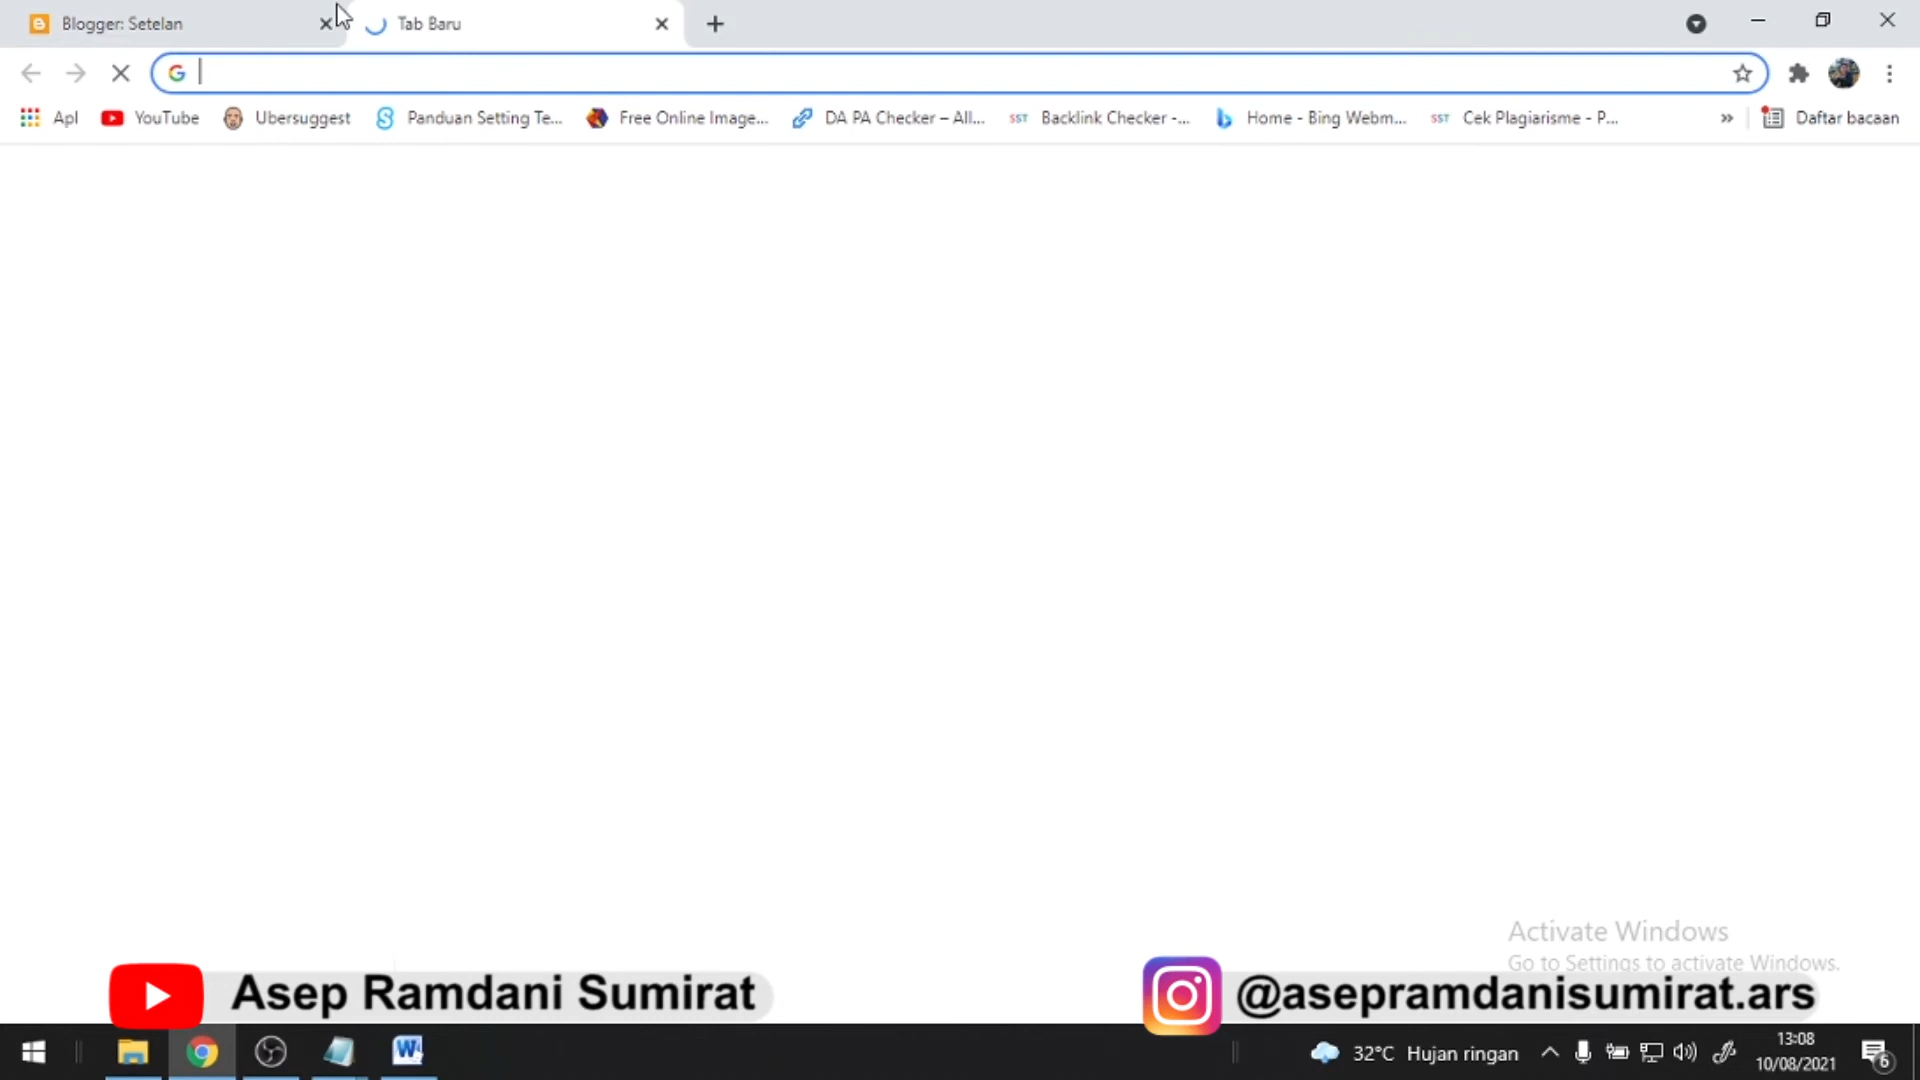 Blogger: Setelan
Tab Baru
Apl
YouTube
Ubersuggest
Panduan Setting Te...
Free Online Image...
DA PA Checker – All...
Backlink Checker -...
Home - Bing Webm...
Cek Plagiarisme - P...
»
Daftar bacaan
Activate Windows
Go to Settings to activate Windows.
Asep Ramdani Sumirat
@asepramdanisumirat.ars
32°C Hujan ringan
13:08
10/08/2021
6